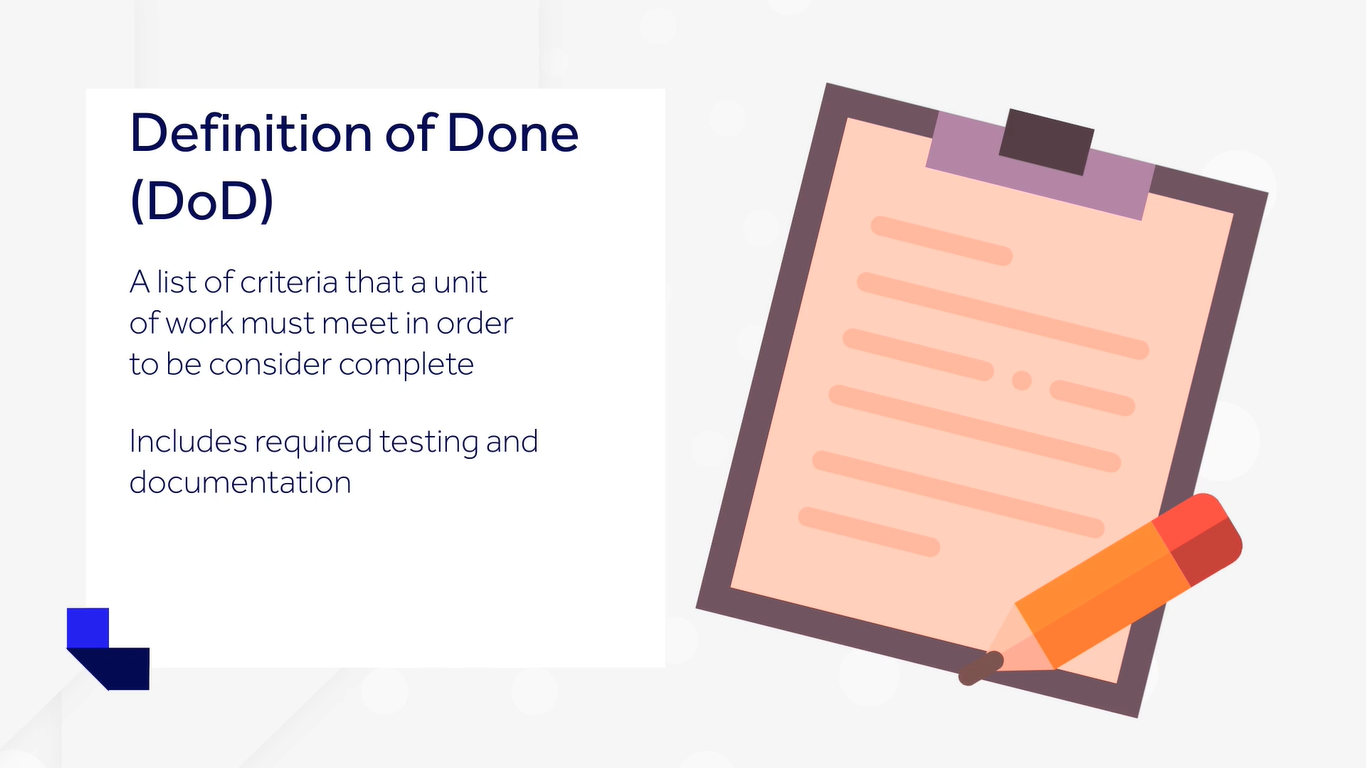 Definition of Done
(DoD)
A list of criteria that a unit
of work must meet in order
to be consider complete
Includes required testing and
documentation